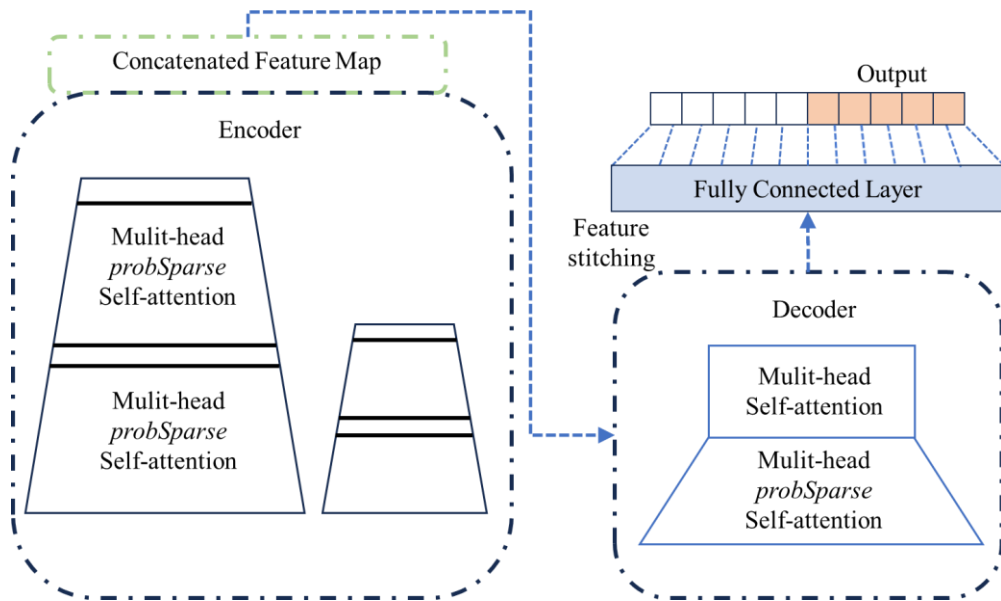 Concatenated Feature Map
Encoder
Mulit-head
probSparse
Self-attention
Mulit-head
probSparse
Self-attention
Output
Fully Connected Layer
Feature
stitching
Decoder
Mulit-head
Self-attention
Mulit-head
probSparse
Self-attention